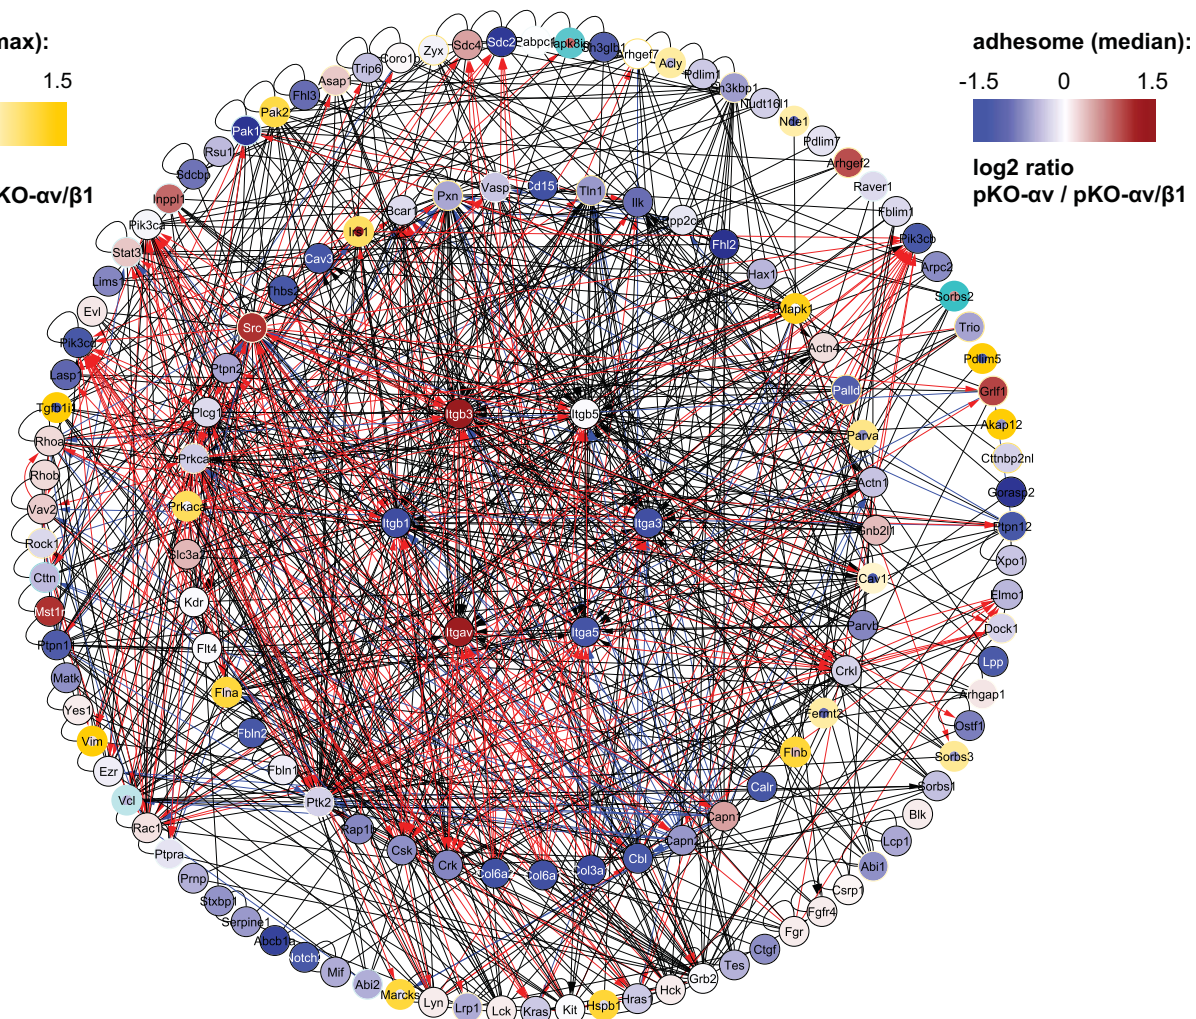 max):
1.5
KO-αv/β1
adhesome (median):
-1.5 0 1.5
log2 ratio
pKO-αv / pKO-αv/β1
Zyx
Sdc4
Sdc2
Pabpc1
Sh3glb1
Arhgef7
Acly
Pdlim1
Sh3kbp1
Nudt16l1
Nde1
Pdlim7
Arhgef2
Raver1
Fblim1
Pik3cb
Arpc2
Sorbs2
Trio
Pdlim5
Grlf1
Akap12
Cttnbp2nl
Gorasp2
Ptpn12
Xpo1
Elmo1
Dock1
Lpp
Arhgap1
Ostf1
Sorbs3
Sorbs1
Blk
Lcp1
Abi1
Csrp1
Fgfr4
Fgr
Ctgf
Tes
Grb2
Hck
Hras1
Hspb1
Kit
Kras
Lck
Lrp1
Lyn
Marcks
Abi2
Mif
Notch2
Abcb1a
Serpine1
Stxbp1
Prnp
Ptpra
Rac1
Vcl
Ezr
Vim
Yes1
Matk
Ptpn1
Mst1r
Cttn
Rock1
Vav2
Rhob
Rhoa
Tgfb1i1
Lasp1
Pik3cd
Evl
Lims1
Stat3
Pik3ca
Inppl1
Sdcbp
Rsu1
Pak1
Pak2
Fhl3
Asap1
Trip6
Coro1b
Bcar1
Pxn
Vasp
Cd151
Tln1
Ilk
Fhl2
Hax1
Mapk1
Actn4
Palld
Parva
Actn1
Gnb2l1
Cav1
Parvb
Crkl
Fermt2
Flnb
Calr
Capn1
Capn2
Cbl
Col3a1
Crk
Csk
Rap1b
Ptk2
Fbln1
Fbln2
Flna
Flt4
Kdr
Slc3a2
Prkaca
Prkca
Plcg1
Ptpn2
Src
Thbs2
Cav3
Irs1
Itgb3
Itgb5
Itgb1
Itga3
Itgav
Itga5